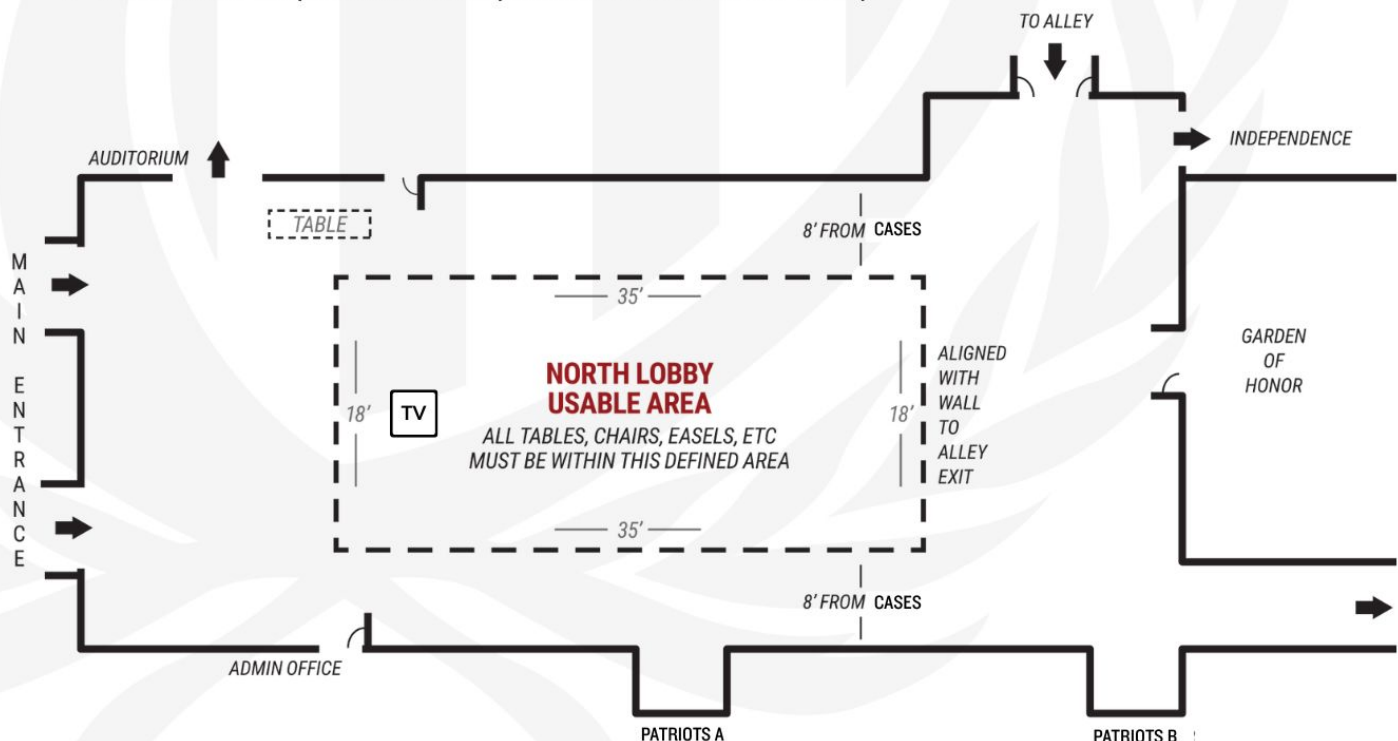 TO ALLEY
INDEPENDENCE
AUDITORIUM
TABLE
8' FROM CASES
MAIN ENTRANCE
35'
18'
TV
NORTH LOBBY
USABLE AREA
ALL TABLES, CHAIRS, EASELS, ETC
MUST BE WITHIN THIS DEFINED AREA
18'
ALIGNED
WITH
WALL
TO
ALLEY
EXIT
GARDEN
OF
HONOR
35'
8' FROM CASES
ADMIN OFFICE
PATRIOTS A
PATRIOTS B